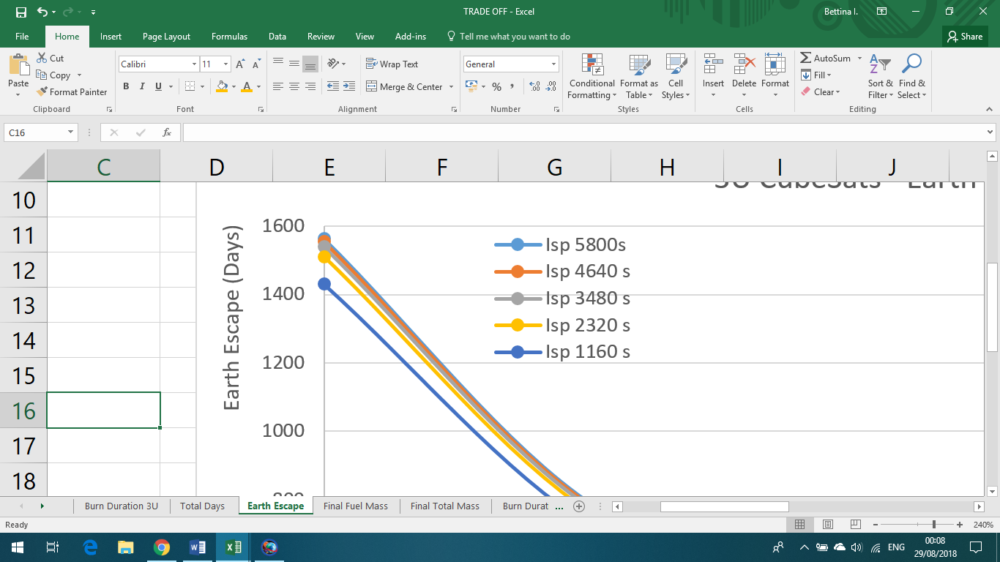 TRADE OFF - Excel
Bettina I.
File Home Insert Page Layout Formulas Data Review View Add-ins Tell me what you want to do Share
Paste Cut Copy Format Painter
Calibri 11
B I U
Wrap Text
Merge & Center
General
Conditional Formatting Format as Table Cell Styles
Insert Delete Format
AutoSum Fill Clear
Sort & Filter Find & Select
Clipboard Font Alignment Number Styles Cells Editing
C16 fx
C D E F G H I J
10
11
12
13
14
15
16
17
18
3U CubeSats - Earth
Earth Escape (Days)
1600
1400
1200
1000
800
Isp 5800s
Isp 4640 s
Isp 3480 s
Isp 2320 s
Isp 1160 s
Burn Duration 3U Total Days Earth Escape Final Fuel Mass Final Total Mass Burn Durat ...
Ready 240%
ENG 00:08
29/08/2018